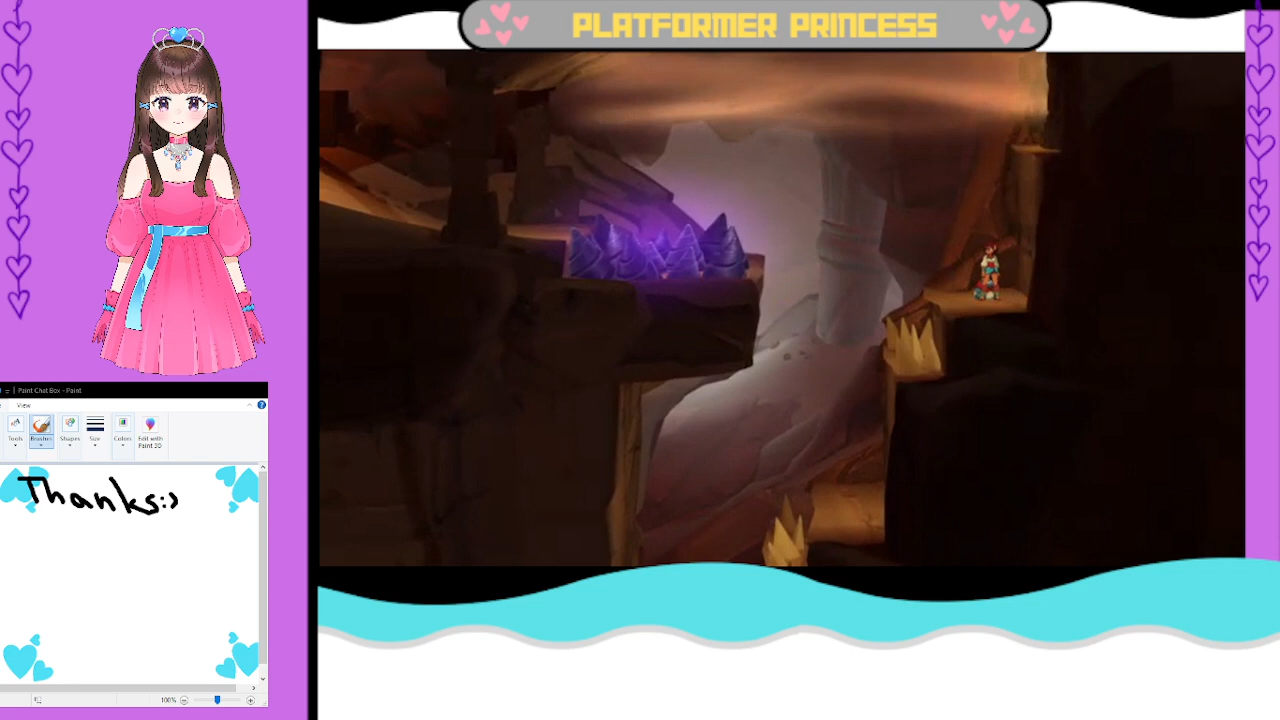 PLATFORMER PRINCESS
Paint Chat Box - Paint
View
Tools
Brushes
Shapes
Size
Colors
Edit with
Paint 3D
Thanks:)
100%